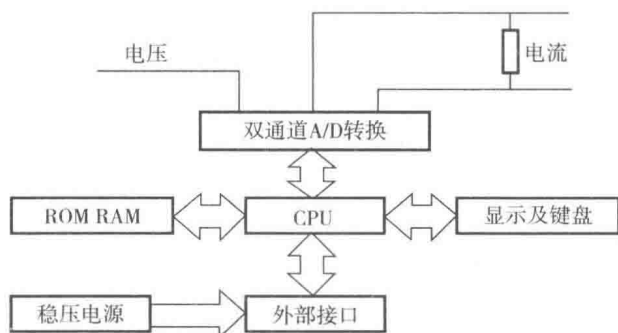 电压
电流
双通道A/D转换
ROM RAM
CPU
显示及键盘
稳压电源
外部接口